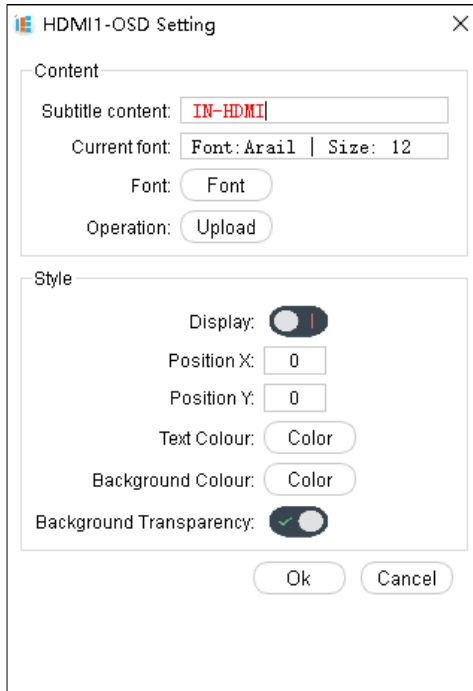 HDMI1-OSD Setting
Content
Subtitle content: IN-HDMI
Current font: Font:Arail | Size: 12
Font: Font
Operation: Upload
Style
Display:
Position X: 0
Position Y: 0
Text Colour: Color
Background Colour: Color
Background Transparency:
Ok Cancel